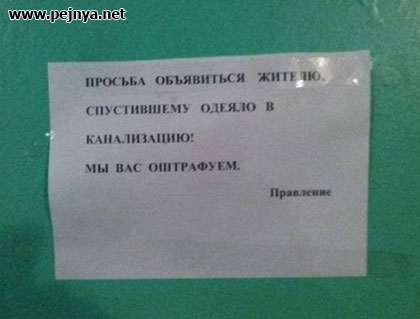 www.pejnya.net
ПРОСЬБА ОБЪЯВИТЬСЯ ЖИТЕЛЮ,
СПУСТИВШЕМУ ОДЕЯЛО В
КАНАЛИЗАЦИЮ!
МЫ ВАС ОШТРАФУЕМ.
Правление